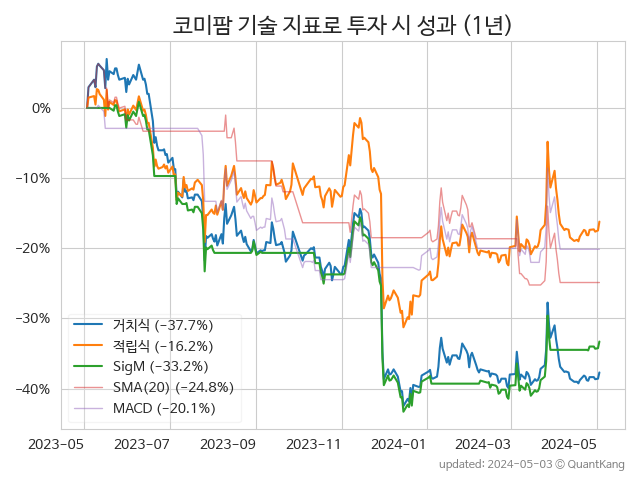 코미팜 기술 지표로 투자 시 성과 (1년)
0%
−10%
−20%
−30%
−40%
거치식 (−37.7%)
적립식 (−16.2%)
SigM (−33.2%)
SMA(20) (−24.8%)
MACD (−20.1%)
2023-05 2023-07 2023-09 2023-11 2024-01 2024-03 2024-05
updated: 2024-05-03 ⓒ QuantKang